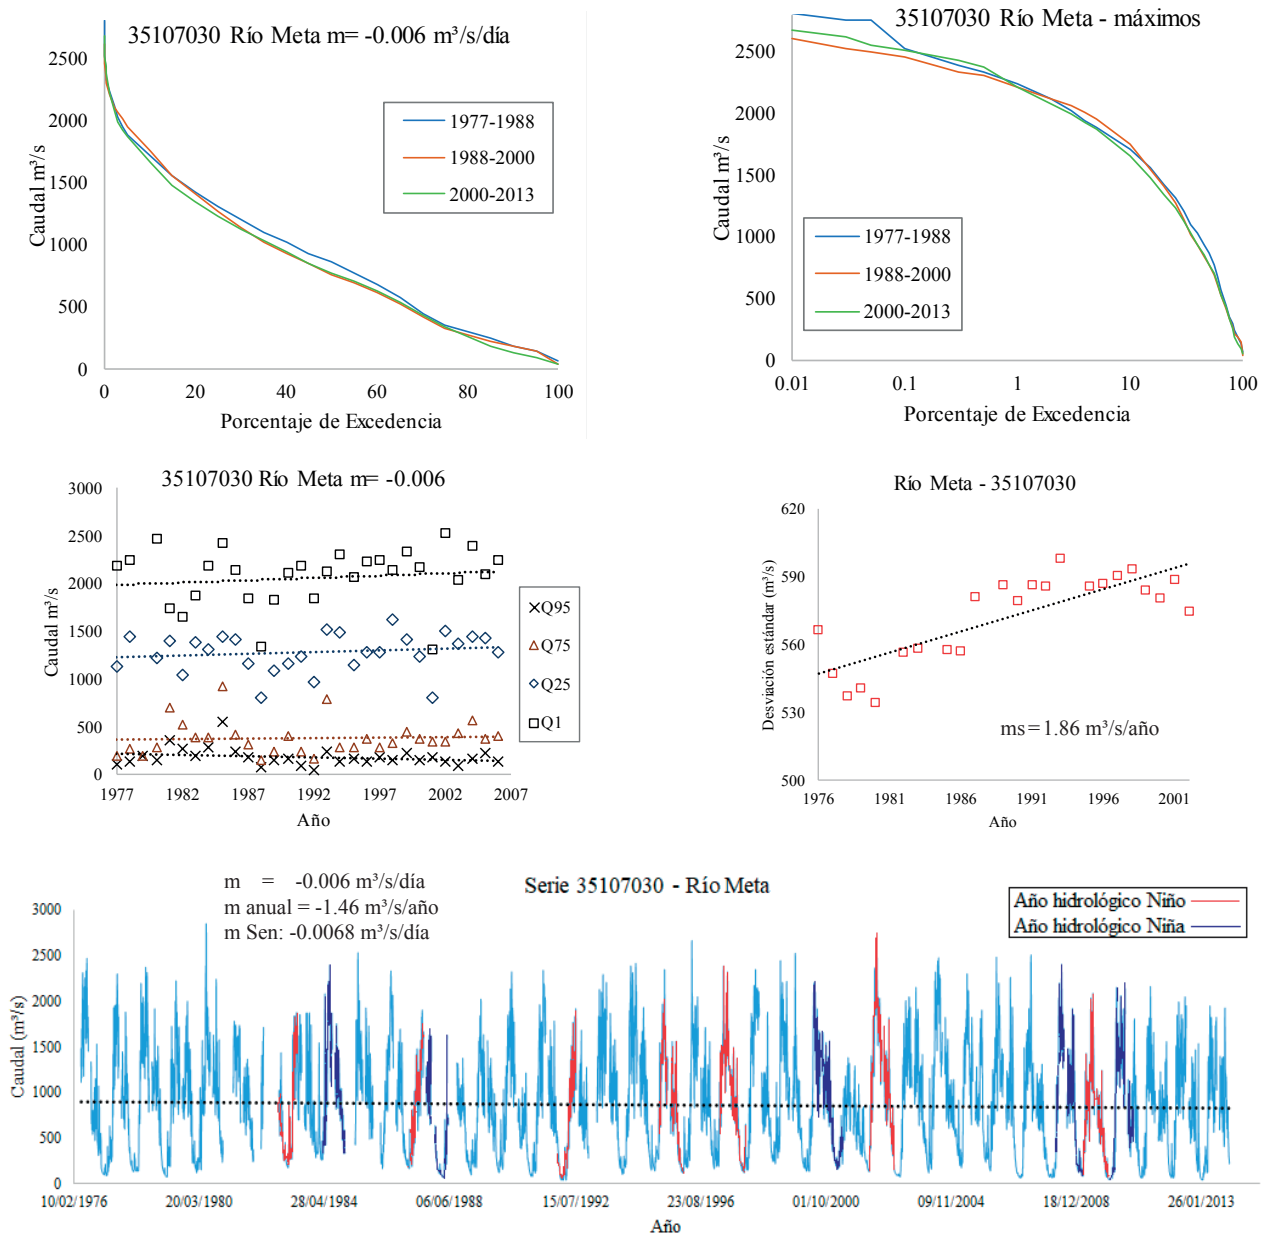 35107030 Río Meta m= -0.006 m³/s/día
Caudal m³/s
2500
2000
1500
1000
500
0
1977-1988
1988-2000
2000-2013
0 20 40 60 80 100
Porcentaje de Excedencia
35107030 Río Meta - máximos
Caudal m³/s
2500
2000
1500
1000
500
0
1977-1988
1988-2000
2000-2013
0.01 0.1 1 10 100
Porcentaje de Excedencia
35107030 Río Meta m= -0.006
Caudal m³/s
3000
2500
2000
1500
1000
500
0
Q95
Q75
Q25
Q1
1977 1982 1987 1992 1997 2002 2007
Año
Río Meta - 35107030
Desviación estándar (m³/s)
620
590
560
530
500
ms = 1.86 m³/s/año
1976 1981 1986 1991 1996 2001
Año
m = -0.006 m³/s/día
m anual = -1.46 m³/s/año
m Sen: -0.0068 m³/s/día
Serie 35107030 - Río Meta
Año hidrológico Niño
Año hidrológico Niña
Caudal (m³/s)
3000
2500
2000
1500
1000
500
0
10/02/1976 20/03/1980 28/04/1984 06/06/1988 15/07/1992 23/08/1996 01/10/2000 09/11/2004 18/12/2008 26/01/2013
Año